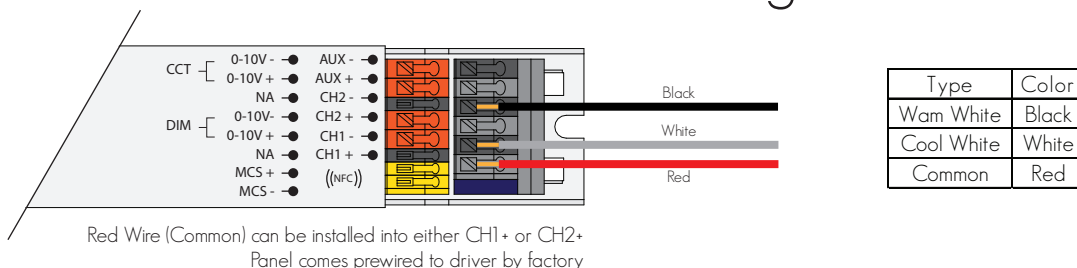 0-10V - AUX -
CCT 0-10V + AUX +
NA CH2 -
0-10V- CH2 +
DIM 0-10V + CH1 -
NA CH1 +
MCS + ((NFC))
MCS -
Black
White
Red
Type Color
Wam White Black
Cool White White
Common Red
Red Wire (Common) can be installed into either CH1+ or CH2+
Panel comes prewired to driver by factory